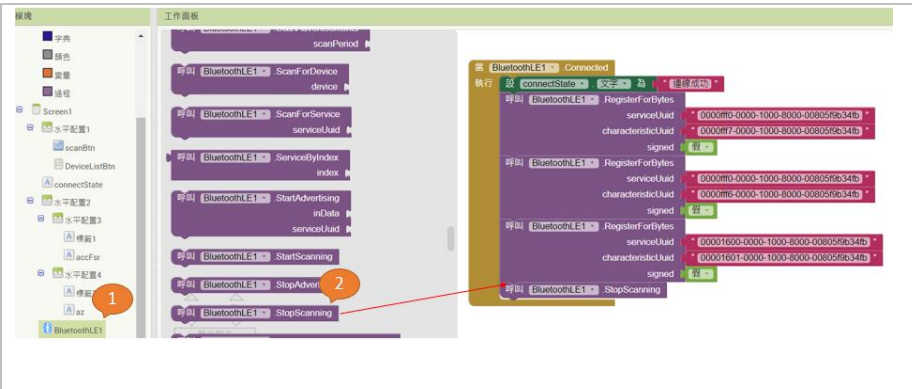 模塊
工作面板
字典
顏色
變量
過程
Screen1
水平配置1
scanBtn
DeviceListBtn
connectState
水平配置2
水平配置3
標籤1
accFsr
水平配置4
az
BluetoothLE1
1
scanPeriod
呼叫 BluetoothLE1 .ScanForDevice
device
呼叫 BluetoothLE1 .ScanForService
serviceUuid
呼叫 BluetoothLE1 .ServiceByIndex
index
呼叫 BluetoothLE1 .StartAdvertising
inData
serviceUuid
呼叫 BluetoothLE1 .StartScanning
呼叫 BluetoothLE1
2
呼叫 BluetoothLE1 .StopScanning
當 BluetoothLE1 .Connected
執行 設 connectState . 文字 為 " 連線成功 "
呼叫 BluetoothLE1 .RegisterForBytes
serviceUuid " 0000fff0-0000-1000-8000-00805f9b34fb "
characteristicUuid " 0000fff7-0000-1000-8000-00805f9b34fb "
signed 假
呼叫 BluetoothLE1 .RegisterForBytes
serviceUuid " 0000fff0-0000-1000-8000-00805f9b34fb "
characteristicUuid " 0000fff6-0000-1000-8000-00805f9b34fb "
signed 假
呼叫 BluetoothLE1 .RegisterForBytes
serviceUuid " 00001600-0000-1000-8000-00805f9b34fb "
characteristicUuid " 00001601-0000-1000-8000-00805f9b34fb "
signed 假
呼叫 BluetoothLE1 .StopScanning